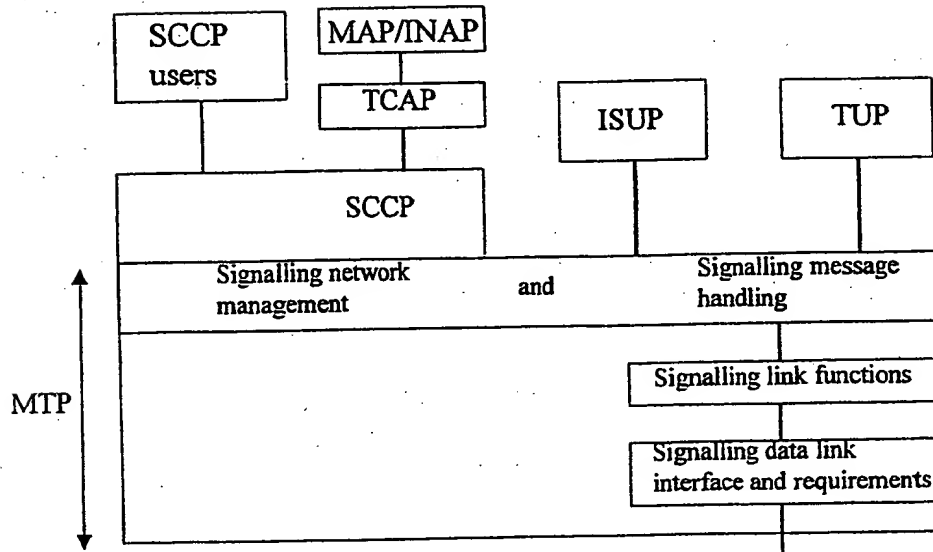 SCCP
users
MAP/INAP
TCAP
ISUP
TUP
SCCP
Signalling network
management
and
Signalling message
handling
MTP
Signalling link functions
Signalling data link
interface and requirements